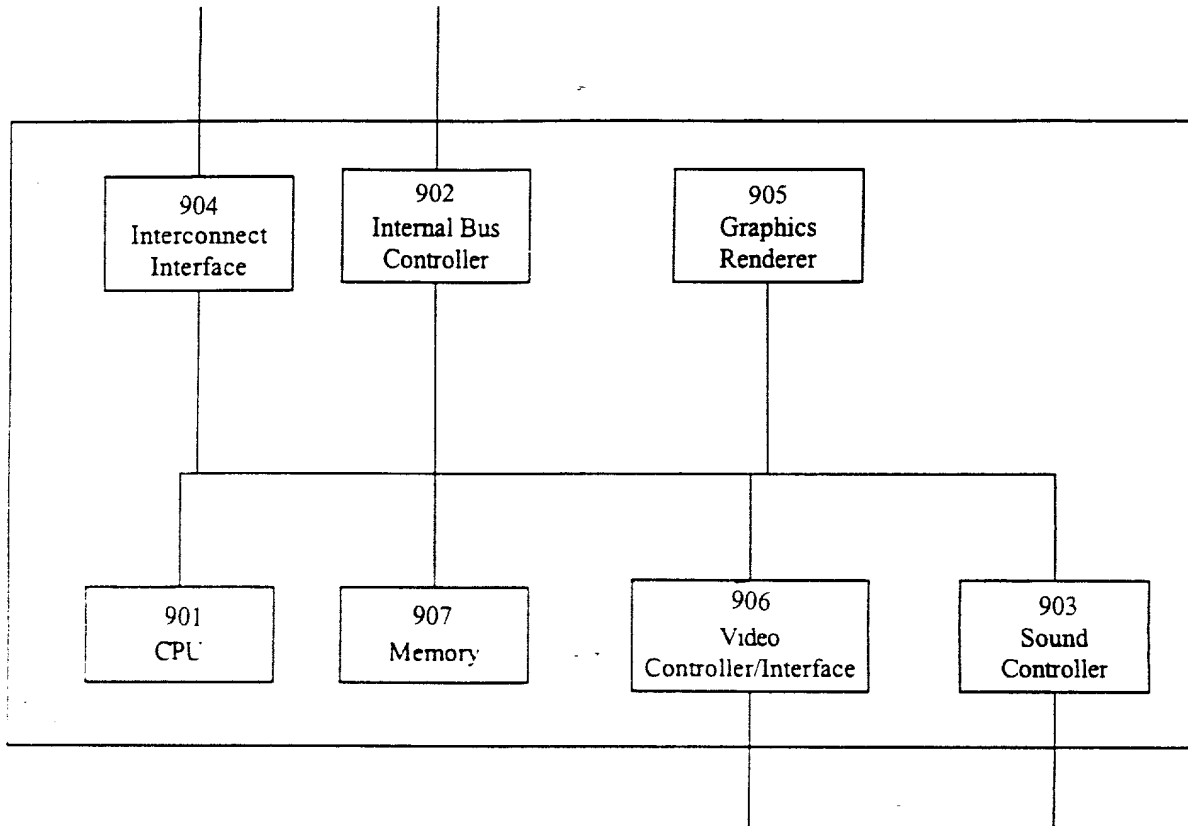 904
Interconnect
Interface
902
Internal Bus
Controller
905
Graphics
Renderer
901
CPU
907
Memory
906
Video
Controller/Interface
903
Sound
Controller